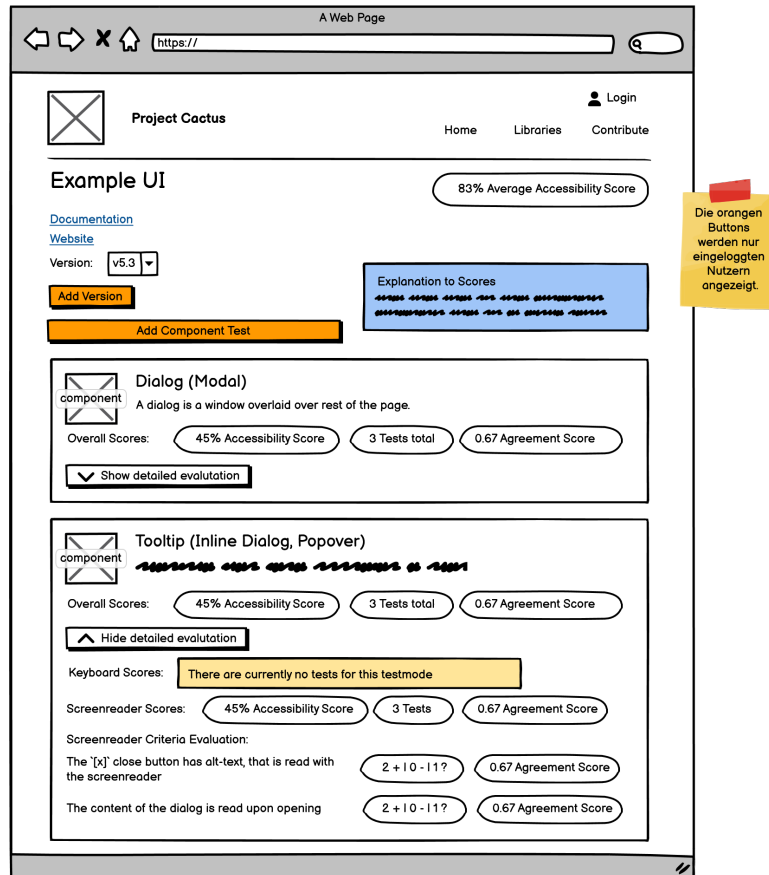 A Web Page
https://
Login
Project Cactus
Home Libraries Contribute
Example UI
83% Average Accessibility Score
Documentation
Website
Version: v5.3
Add Version
Add Component Test
Explanation to Scores
Die orangen
Buttons
werden nur
eingeloggten
Nutzern
angezeigt.
component
Dialog (Modal)
A dialog is a window overlaid over rest of the page.
Overall Scores: 45% Accessibility Score 3 Tests total 0.67 Agreement Score
Show detailed evalutation
component
Tooltip (Inline Dialog, Popover)
Overall Scores: 45% Accessibility Score 3 Tests total 0.67 Agreement Score
Hide detailed evalutation
Keyboard Scores: There are currently no tests for this testmode
Screenreader Scores: 45% Accessibility Score 3 Tests 0.67 Agreement Score
Screenreader Criteria Evaluation:
The `[x]` close button has alt-text, that is read with
the screenreader
2 + | 0 - | 1 ? 0.67 Agreement Score
The content of the dialog is read upon opening 2 + | 0 - | 1 ? 0.67 Agreement Score